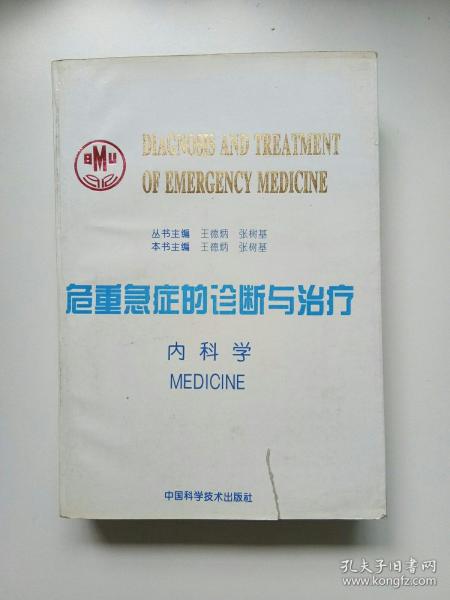 BMU
DIAGNOSIS AND TREATMENT
OF EMERGENCY MEDICINE
丛书主编 王德炳 张树基
本书主编 王德炳 张树基
危重急症的诊断与治疗
内科学
MEDICINE
中国科学技术出版社
孔夫子旧书网
www.kongfz.com